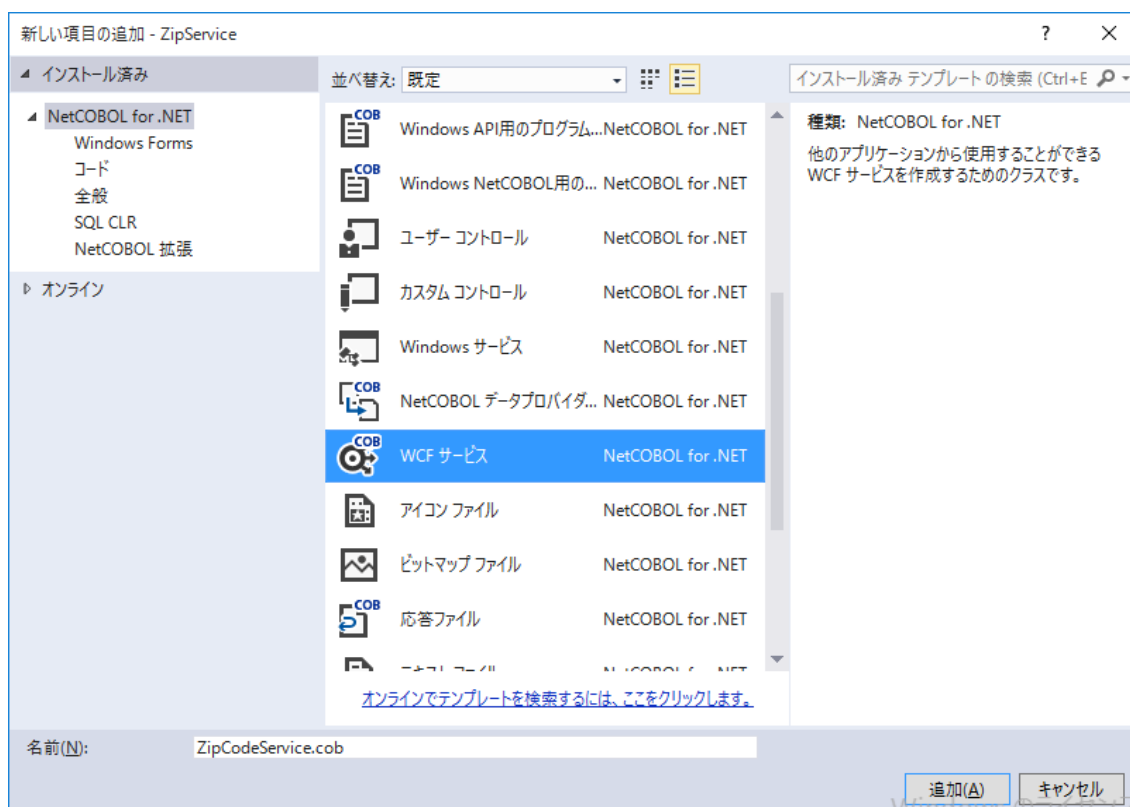 新しい項目の追加 - ZipService
?
インストール済み
並べ替え: 既定
インストール済み テンプレート の検索 (Ctrl+E
NetCOBOL for .NET
Windows Forms
コード
全般
SQL CLR
NetCOBOL 拡張
オンライン
COB
Windows API用のプログラム... NetCOBOL for .NET
COB
Windows NetCOBOL用の... NetCOBOL for .NET
ユーザー コントロール NetCOBOL for .NET
カスタム コントロール NetCOBOL for .NET
Windows サービス NetCOBOL for .NET
COB
NetCOBOL データプロバイダ... NetCOBOL for .NET
COB
WCF サービス NetCOBOL for .NET
アイコン ファイル NetCOBOL for .NET
ビットマップ ファイル NetCOBOL for .NET
COB
応答ファイル NetCOBOL for .NET
オンラインでテンプレートを検索するには、ここをクリックします。
種類: NetCOBOL for .NET
他のアプリケーションから使用することができる
WCF サービスを作成するためのクラスです。
名前(N): ZipCodeService.cob
追加(A) キャンセル